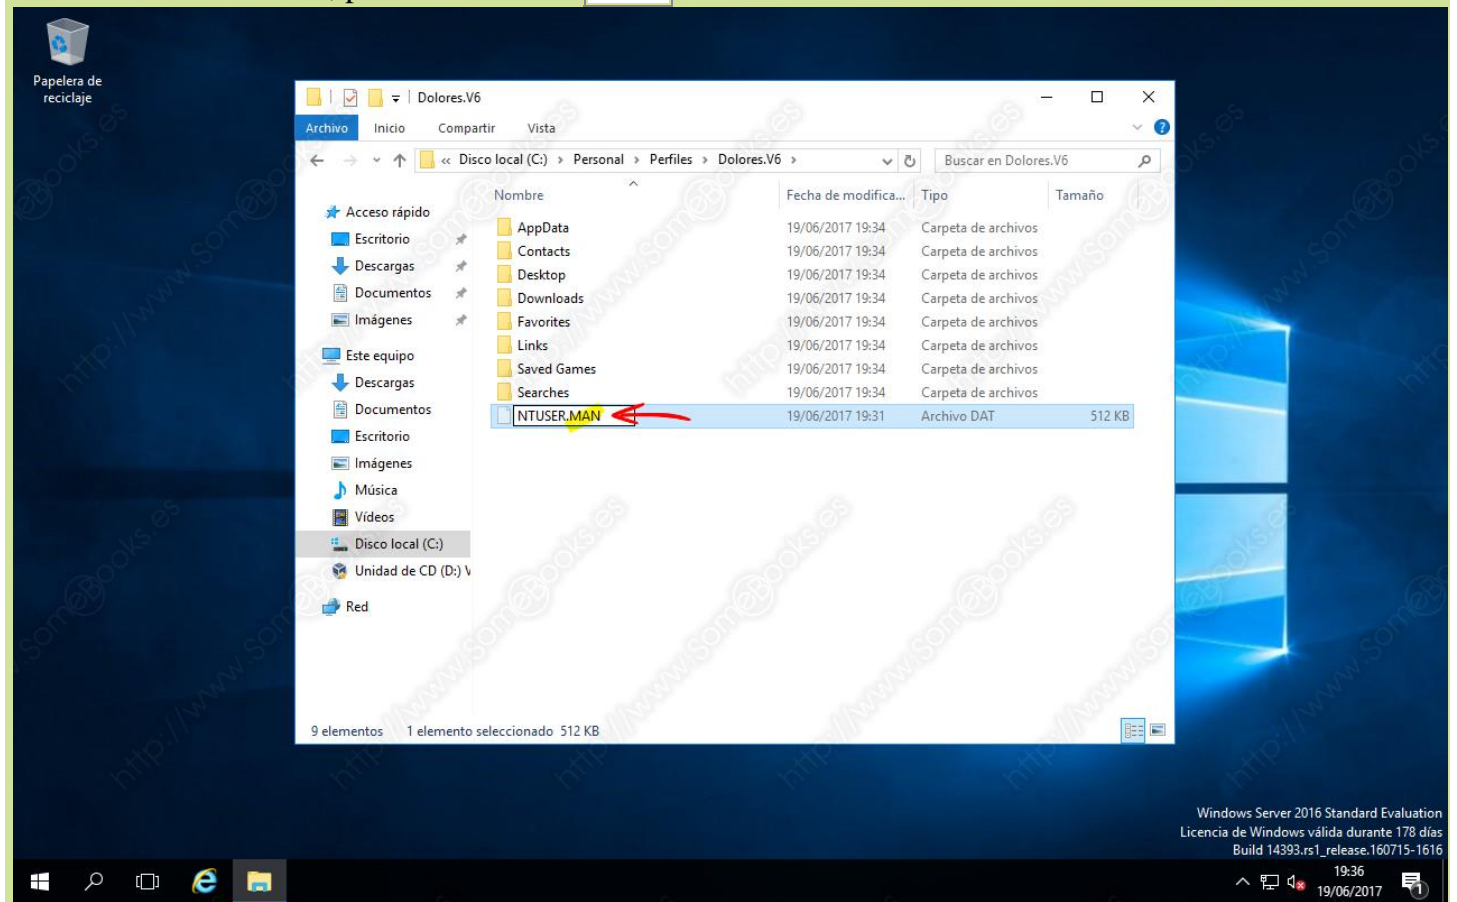 Papelera de
reciclaje
Dolores.V6
Archivo Inicio Compartir Vista
« Disco local (C:) › Personal › Perfiles › Dolores.V6 ›
Buscar en Dolores.V6
Nombre Fecha de modifica... Tipo Tamaño
Acceso rápido
Escritorio
Descargas
Documentos
Imágenes
Este equipo
Descargas
Documentos
Escritorio
Imágenes
Música
Vídeos
Disco local (C:)
Unidad de CD (D:) V
Red
AppData 19/06/2017 19:34 Carpeta de archivos
Contacts 19/06/2017 19:34 Carpeta de archivos
Desktop 19/06/2017 19:34 Carpeta de archivos
Downloads 19/06/2017 19:34 Carpeta de archivos
Favorites 19/06/2017 19:34 Carpeta de archivos
Links 19/06/2017 19:34 Carpeta de archivos
Saved Games 19/06/2017 19:34 Carpeta de archivos
Searches 19/06/2017 19:34 Carpeta de archivos
NTUSER.MAN 19/06/2017 19:31 Archivo DAT 512 KB
9 elementos 1 elemento seleccionado 512 KB
http://www.SomeBooks.es
Windows Server 2016 Standard Evaluation
Licencia de Windows válida durante 178 días
Build 14393.rs1_release.160715-1616
19:36
19/06/2017
1